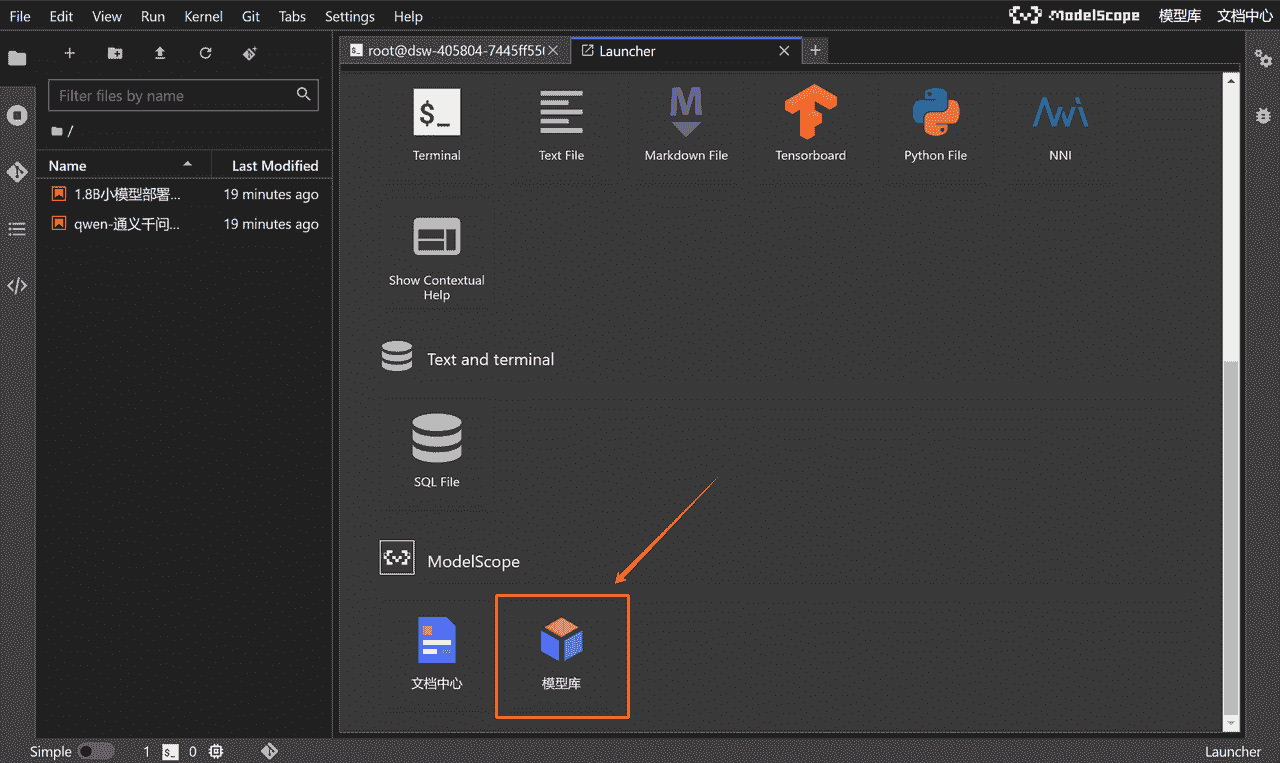 File Edit View Run Kernel Git Tabs Settings Help
ModelScope 模型库 文档中心
root@dsw-405804-7445ff550
Launcher
Filter files by name
/
Name Last Modified
1.8B小模型部署... 19 minutes ago
qwen-通义千问... 19 minutes ago
$_
Terminal Text File Markdown File Tensorboard Python File NNI
Show Contextual
Help
Text and terminal
SQL File
ModelScope
文档中心 模型库
Simple 1 $_ 0 Launcher